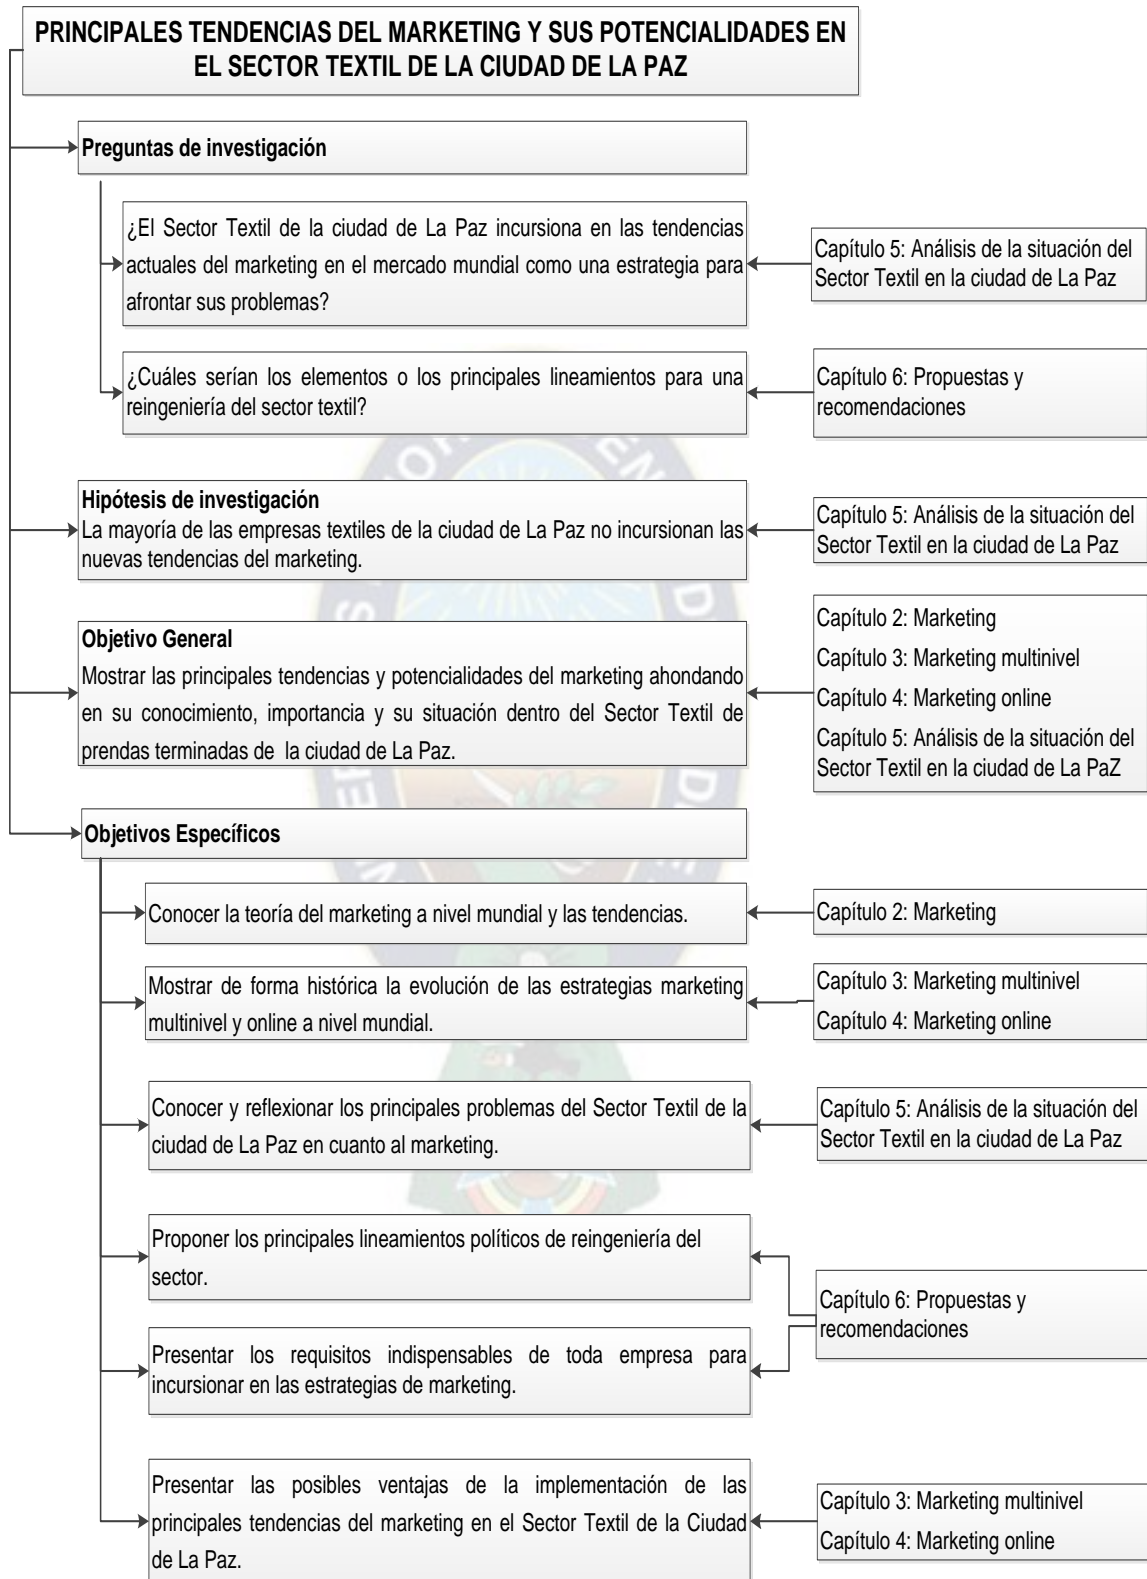 PRINCIPALES TENDENCIAS DEL MARKETING Y SUS POTENCIALIDADES EN
EL SECTOR TEXTIL DE LA CIUDAD DE LA PAZ
Preguntas de investigación
¿El Sector Textil de la ciudad de La Paz incursiona en las tendencias
actuales del marketing en el mercado mundial como una estrategia para
afrontar sus problemas?
Capítulo 5: Análisis de la situación del
Sector Textil en la ciudad de La Paz
¿Cuáles serían los elementos o los principales lineamientos para una
reingeniería del sector textil?
Capítulo 6: Propuestas y
recomendaciones
Hipótesis de investigación
La mayoría de las empresas textiles de la ciudad de La Paz no incursionan las
nuevas tendencias del marketing.
Capítulo 5: Análisis de la situación del
Sector Textil en la ciudad de La Paz
Objetivo General
Mostrar las principales tendencias y potencialidades del marketing ahondando
en su conocimiento, importancia y su situación dentro del Sector Textil de
prendas terminadas de la ciudad de La Paz.
Capítulo 2: Marketing
Capítulo 3: Marketing multinivel
Capítulo 4: Marketing online
Capítulo 5: Análisis de la situación del
Sector Textil en la ciudad de La PaZ
Objetivos Específicos
Conocer la teoría del marketing a nivel mundial y las tendencias.
Capítulo 2: Marketing
Mostrar de forma histórica la evolución de las estrategias marketing
multinivel y online a nivel mundial.
Capítulo 3: Marketing multinivel
Capítulo 4: Marketing online
Conocer y reflexionar los principales problemas del Sector Textil de la
ciudad de La Paz en cuanto al marketing.
Capítulo 5: Análisis de la situación del
Sector Textil en la ciudad de La Paz
Proponer los principales lineamientos políticos de reingeniería del
sector.
Presentar los requisitos indispensables de toda empresa para
incursionar en las estrategias de marketing.
Capítulo 6: Propuestas y
recomendaciones
Presentar las posibles ventajas de la implementación de las
principales tendencias del marketing en el Sector Textil de la Ciudad
de La Paz.
Capítulo 3: Marketing multinivel
Capítulo 4: Marketing online